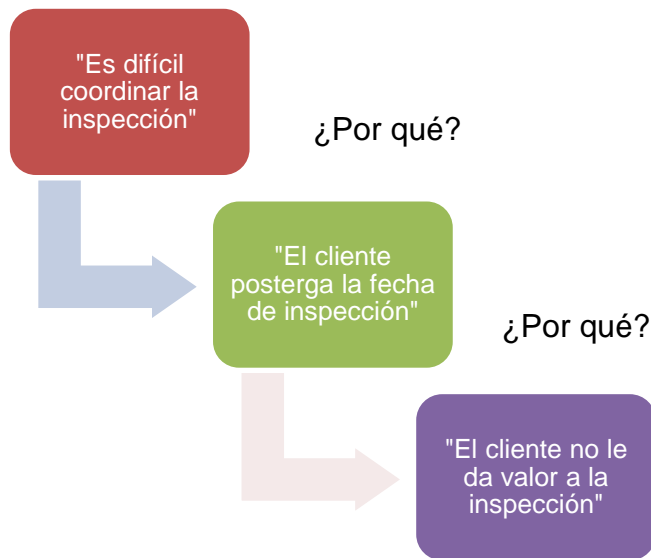 "Es difícil
coordinar la
inspección"
¿Por qué?
"El cliente
posterga la fecha
de inspección"
¿Por qué?
"El cliente no le
da valor a la
inspección"